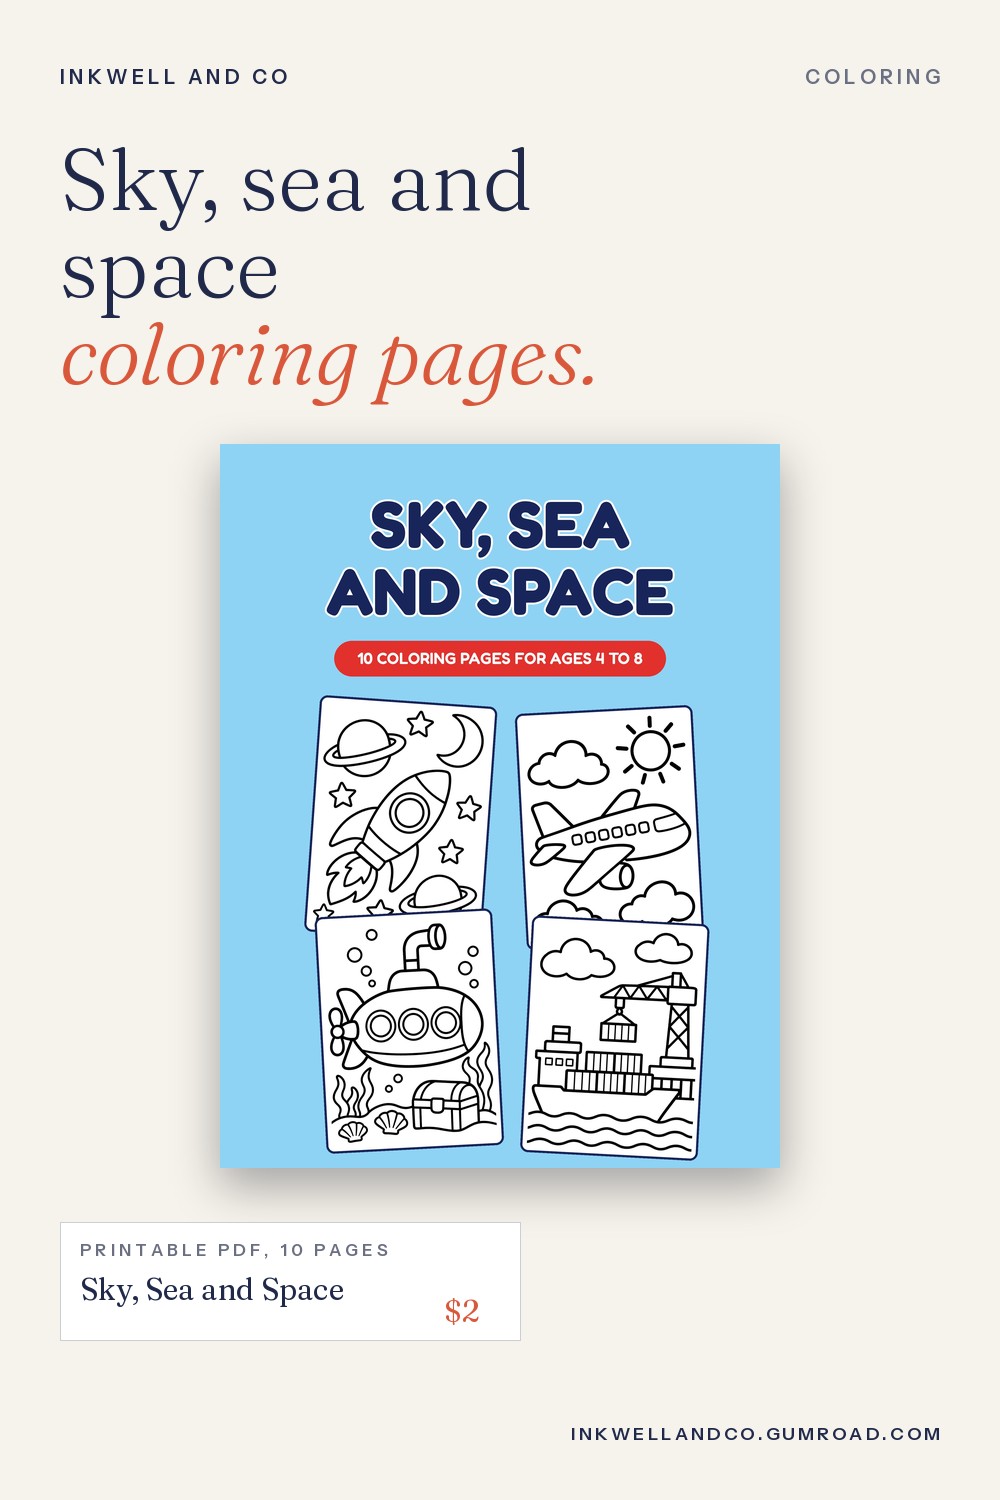 INKWELL AND CO
COLORING
Sky, sea and
space
coloring pages.
SKY, SEA
AND SPACE
10 COLORING PAGES FOR AGES 4 TO 8
PRINTABLE PDF, 10 PAGES
Sky, Sea and Space
$2
INKWELLANDCO.GUMROAD.COM